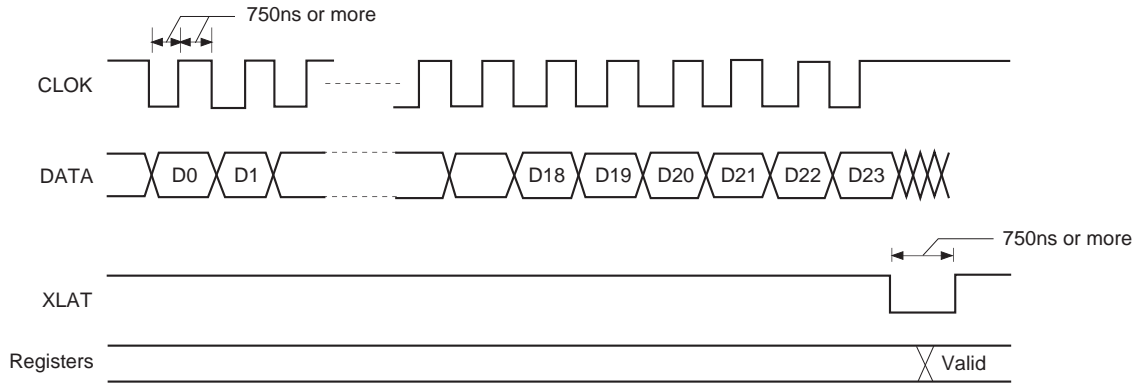 750ns or more
CLOK
DATA
D0 D1 D18 D19 D20 D21 D22 D23
750ns or more
XLAT
Registers
Valid